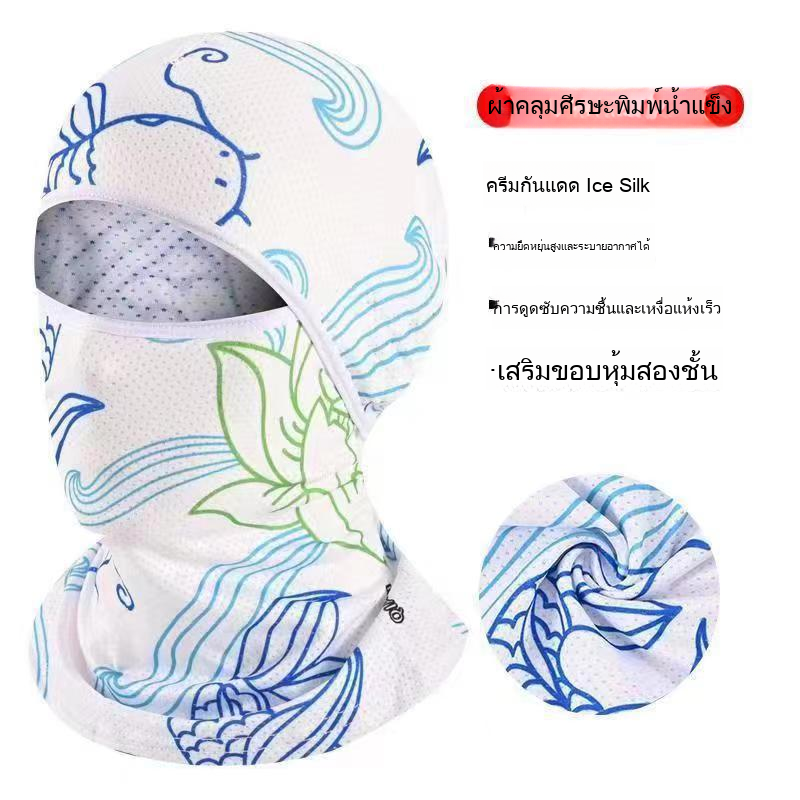 ผ้าคลุมศีรษะพิมพ์น้ำแข็ง
ครีมกันแดด Ice Silk
ความยืดหยุ่นสูงและระบายอากาศได้
การดูดซับความชื้นและเหงื่อแห้งเร็ว
·เสริมขอบหุ้มสองชั้น